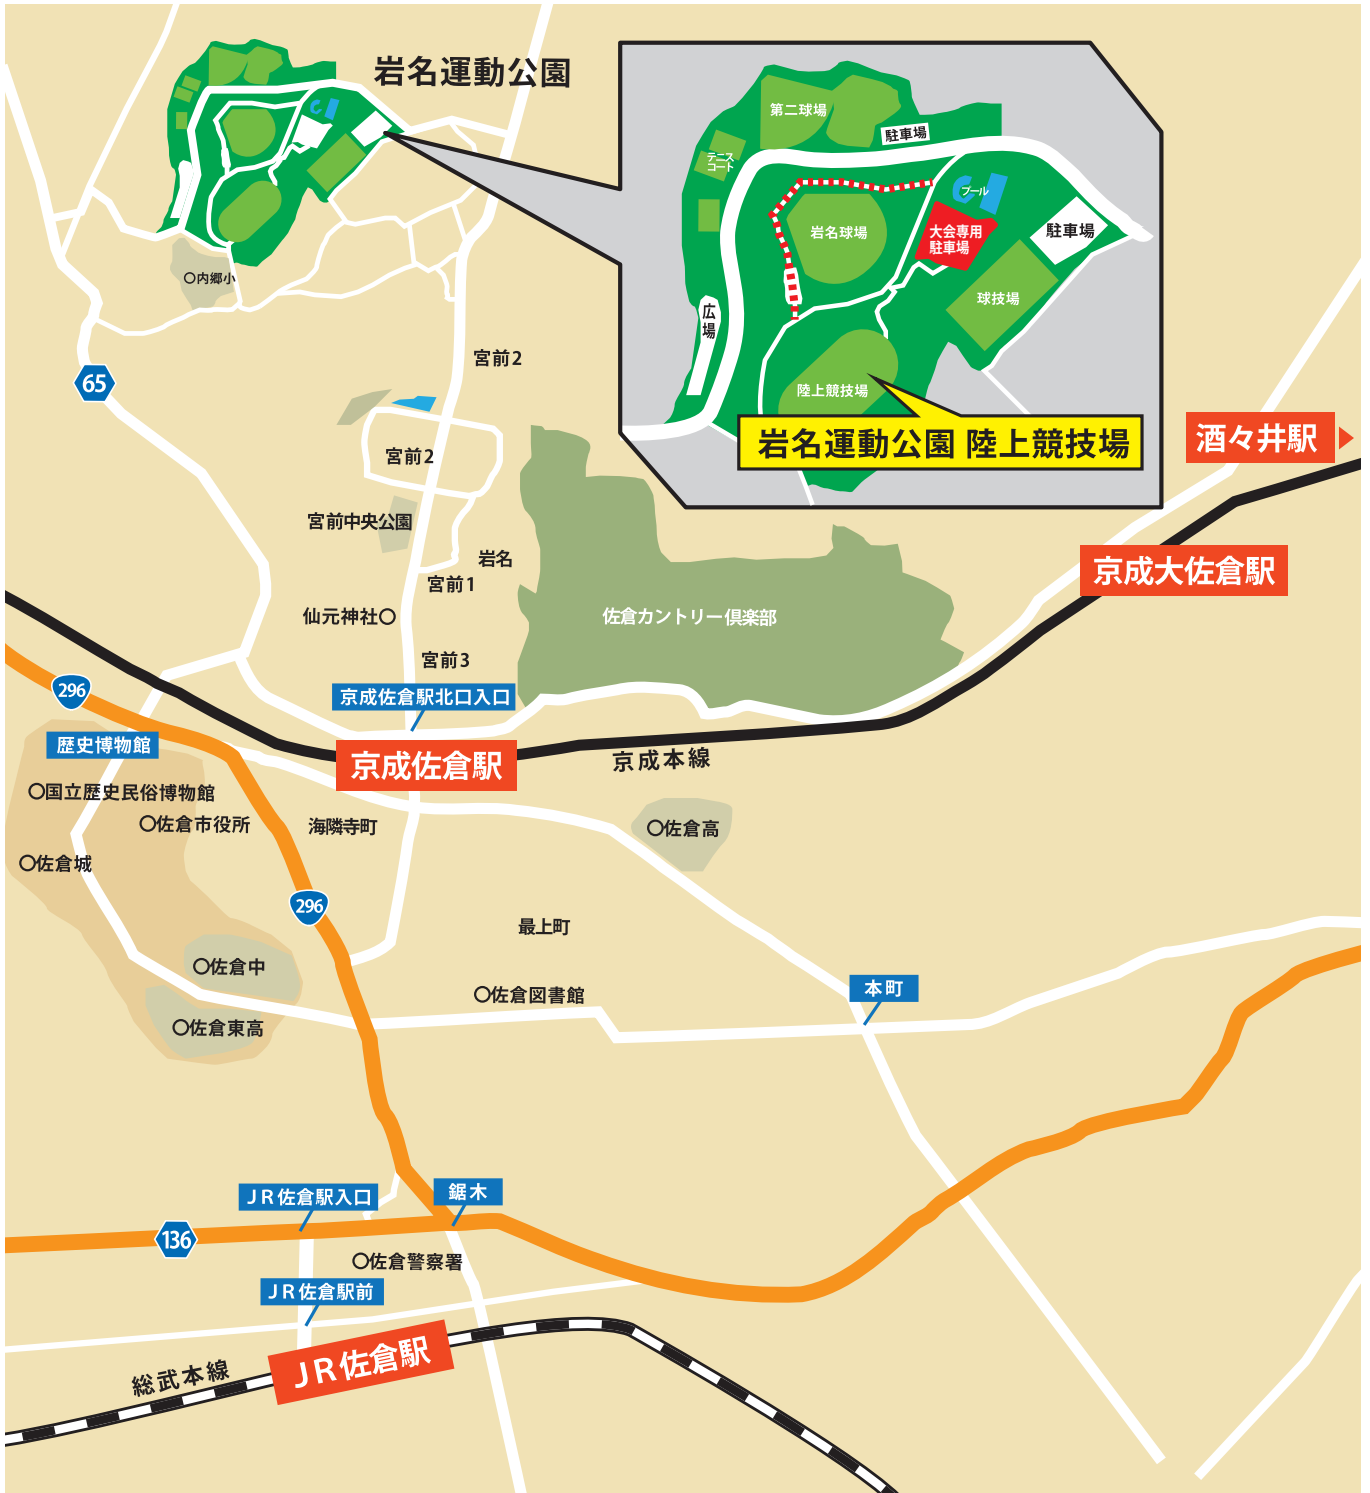 岩名運動公園
第二球場
駐車場
テニス
コート
プール
岩名球場
大会専用
駐車場
駐車場
球技場
広場
陸上競技場
岩名運動公園 陸上競技場
内郷小
65
宮前2
宮前2
宮前中央公園
岩名
宮前1
仙元神社
宮前3
佐倉カントリー倶楽部
酒々井駅
京成大佐倉駅
296
京成佐倉駅北口入口
歴史博物館
京成佐倉駅
京成本線
国立歴史民俗博物館
佐倉市役所
海隣寺町
佐倉高
佐倉城
296
最上町
佐倉中
佐倉図書館
本町
佐倉東高
JR佐倉駅入口
鋸木
136
佐倉警察署
JR佐倉駅前
JR佐倉駅
総武本線